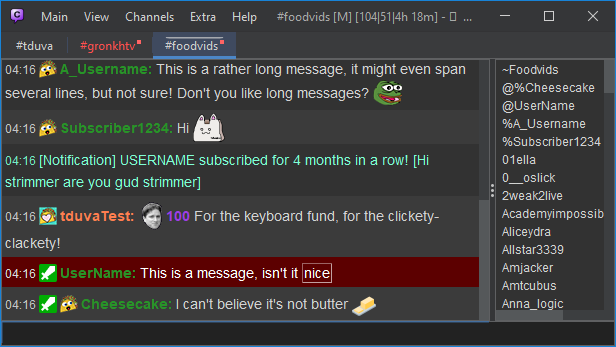 Main View Channels Extra Help #foodvids [M] [104|51|4h 18m] - ...
#tduva #gronkhtv #foodvids
04:16 A_Username: This is a rather long message, it might even span
several lines, but not sure! Don't you like long messages?
04:16 Subscriber1234: Hi
04:16 [Notification] USERNAME subscribed for 4 months in a row! [Hi
strimmer are you gud strimmer]
04:16 tduvaTest: 100 For the keyboard fund, for the clickety-
clackety!
04:16 UserName: This is a message, isn't it nice
04:16 Cheesecake: I can't believe it's not butter
~Foodvids
@%Cheesecake
@UserName
%A_Username
%Subscriber1234
01ella
0__oslick
2weak2live
Academyimpossib
Aliceydra
Allstar3339
Amjacker
Amtcubus
Anna_logic